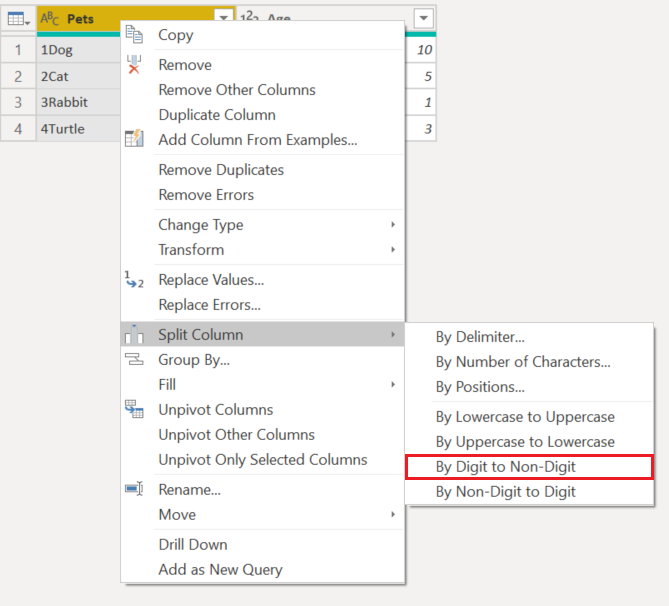 ABC Pets 123 Age
1 1Dog 10
2 2Cat 5
3 3Rabbit 1
4 4Turtle 3
Copy
Remove
Remove Other Columns
Duplicate Column
Add Column From Examples...
Remove Duplicates
Remove Errors
Change Type
Transform
1 2 Replace Values...
Replace Errors...
Split Column
Group By...
Fill
Unpivot Columns
Unpivot Other Columns
Unpivot Only Selected Columns
Rename...
Move
Drill Down
Add as New Query
By Delimiter...
By Number of Characters...
By Positions...
By Lowercase to Uppercase
By Uppercase to Lowercase
By Digit to Non-Digit
By Non-Digit to Digit